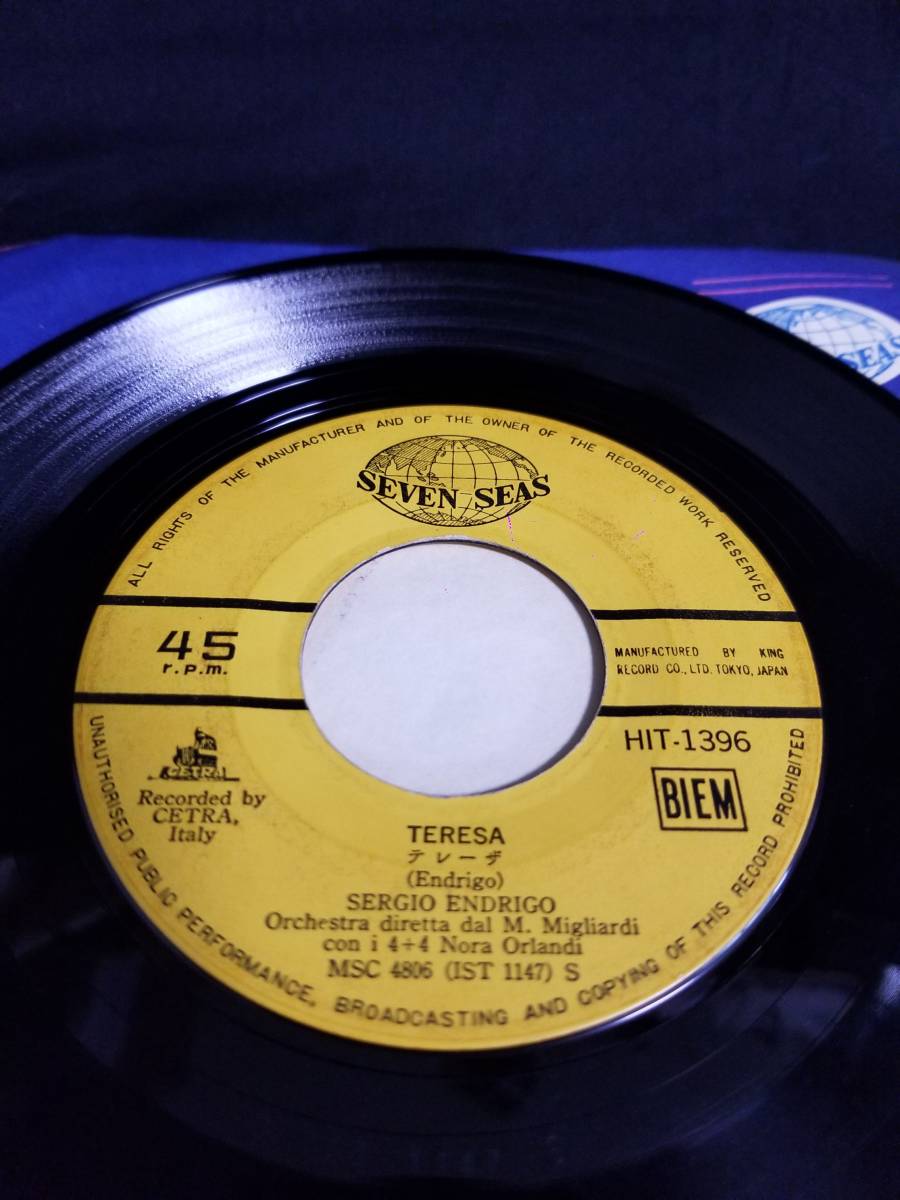 ALL RIGHTS OF THE MANUFACTURER AND OF THE OWNER OF THE RECORDED WORK RESERVED
SEVEN SEAS
SEAS
45
r.p.m.
MANUFACTURED BY KING
RECORD CO., LTD. TOKYO, JAPAN
HIT-1396
BIEM
CETRA
Recorded by
CETRA,
Italy
TERESA
テレーザ
(Endrigo)
SERGIO ENDRIGO
Orchestra diretta dal M. Migliardi
con i 4+4 Nora Orlandi
MSC 4806 (IST 1147) S
UNAUTHORISED PUBLIC PERFORMANCE, BROADCASTING AND COPYING OF THIS RECORD PROHIBITED